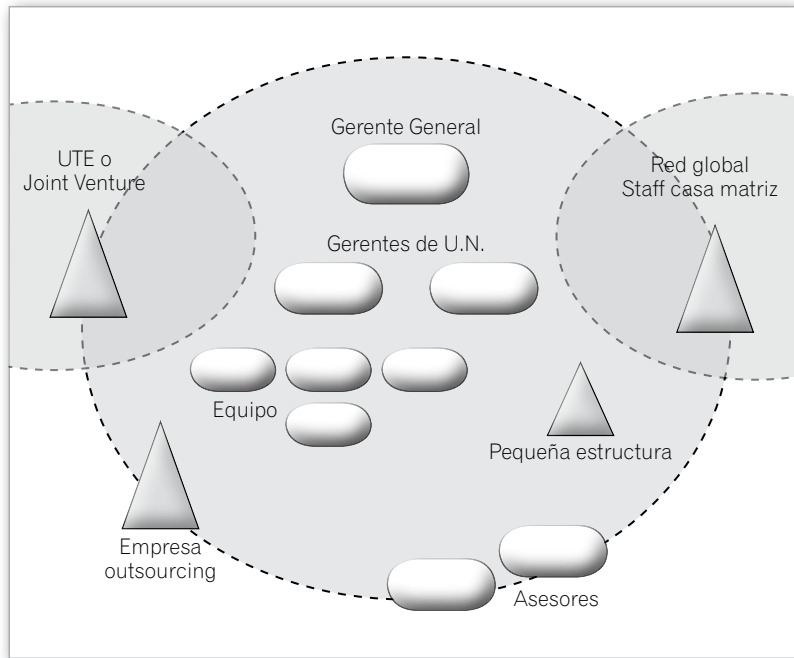 Gerente General
UTE o
Joint Venture
Red global
Staff casa matriz
Gerentes de U.N.
Equipo
Pequeña estructura
Empresa
outsourcing
Asesores